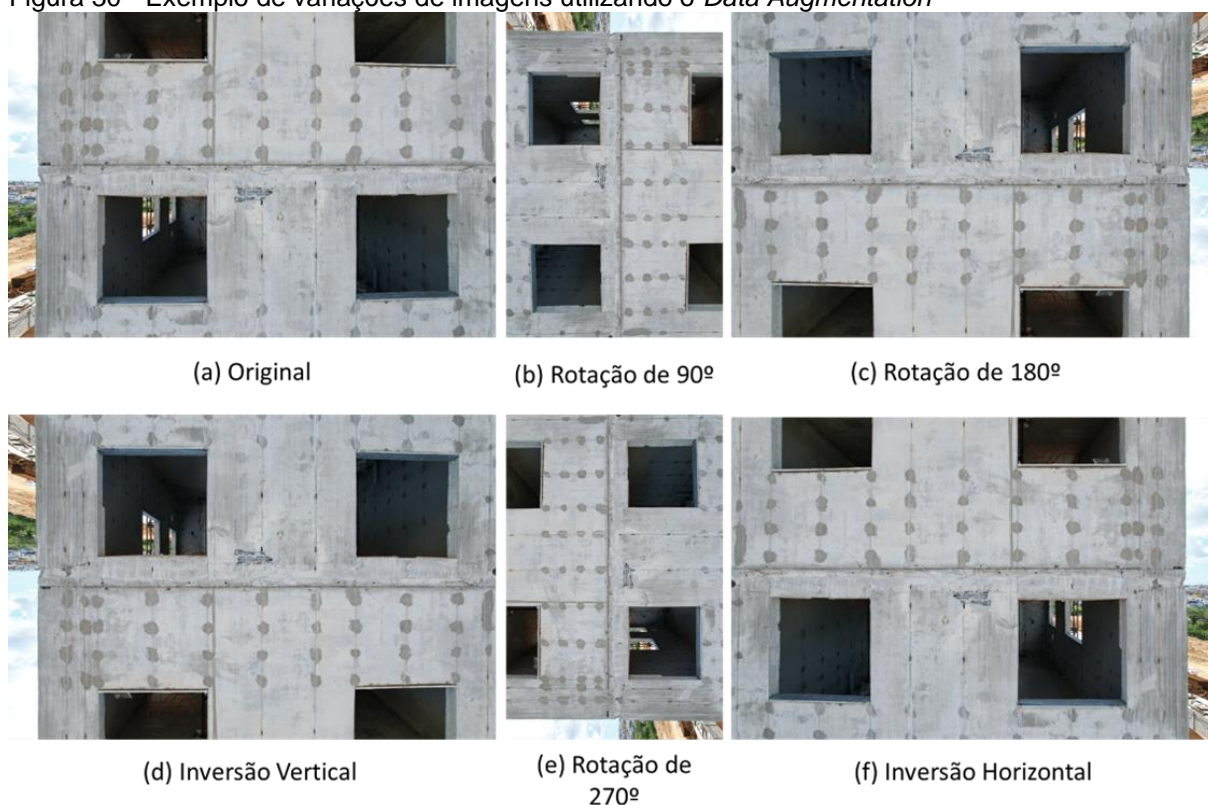 Figura 30 - Exemplo de variações de imagens utilizando o Data Augmentation
(a) Original
(b) Rotação de 90º
(c) Rotação de 180º
(d) Inversão Vertical
(e) Rotação de
270º
(f) Inversão Horizontal